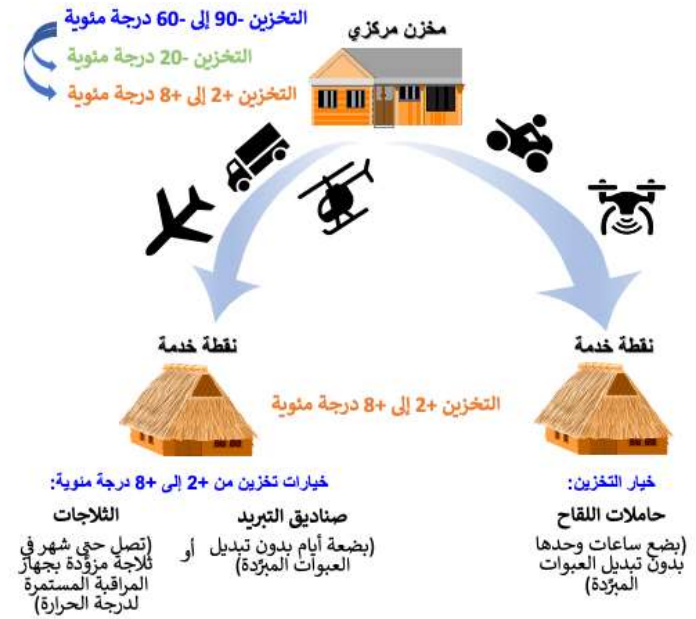 التخزين -90 إلى -60 درجة مئوية
التخزين -20 درجة مئوية
التخزين +2 إلى +8 درجة مئوية
مخزن مركزي
نقطة خدمة
نقطة خدمة
التخزين +2 إلى +8 درجة مئوية
خيار التخزين:
حاملات اللقاح
(بضع ساعات وحدها
بدون تبديل العبوات
المبرّدة)
خيارات تخزين من +2 إلى +8 درجة مئوية:
صناديق التبريد
(بضعة أيام بدون تبديل
العبوات المبرّدة)
أو
الثلاجات
(تصل حتى شهر في
ثلاجة مزوّدة بجهاز
المراقبة المستمرة
لدرجة الحرارة)